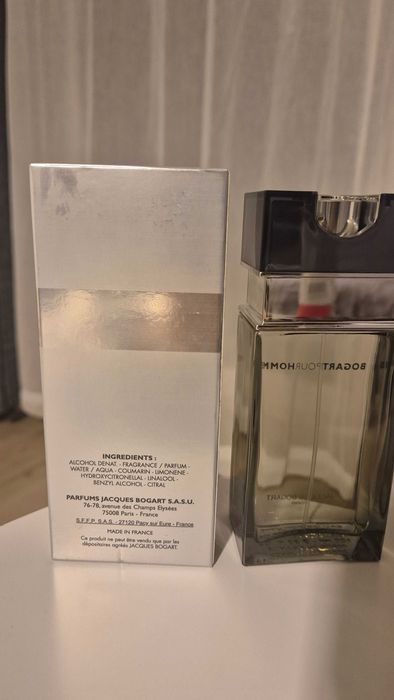 INGREDIENTS :
ALCOHOL DENAT - FRAGRANCE / PARFUM -
WATER / AQUA - COUMARIN - LIMONENE -
HYDROXYCITRONELLAL - LINALOOL -
BENZYL ALCOHOL - CITRAL
PARFUMS JACQUES BOGART S.A.S.U.
76-78, avenue des Champs Elysées
75008 Paris - France
S.F.F.P. S.A.S. - 27120 Pacy sur Eure - France
MADE IN FRANCE
Ce produit ne peut être vendu que par les
dépositaires agréés JACQUES BOGART.
BOGARTPOURHOMME
BOGART